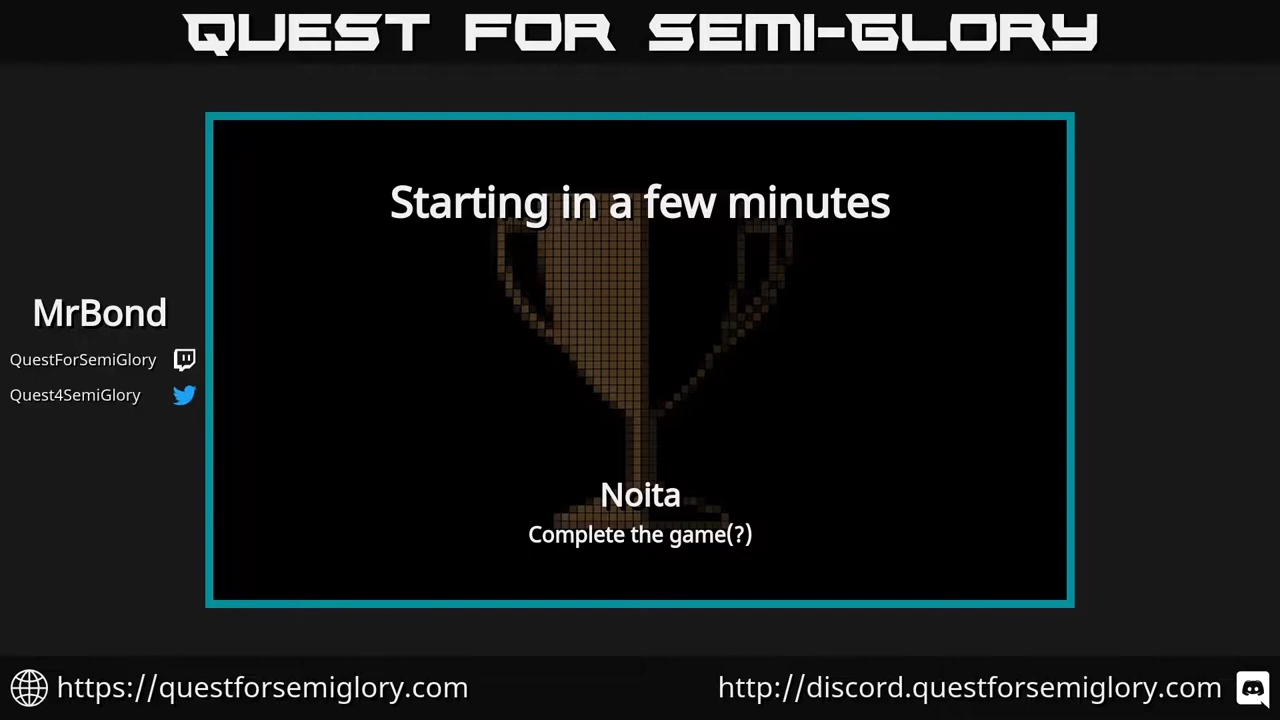 QUEST FOR SEMI-GLORY
Starting in a few minutes
MrBond
QuestForSemiGlory
Quest4SemiGlory
Noita
Complete the game(?)
https://questforsemiglory.com
http://discord.questforsemiglory.com